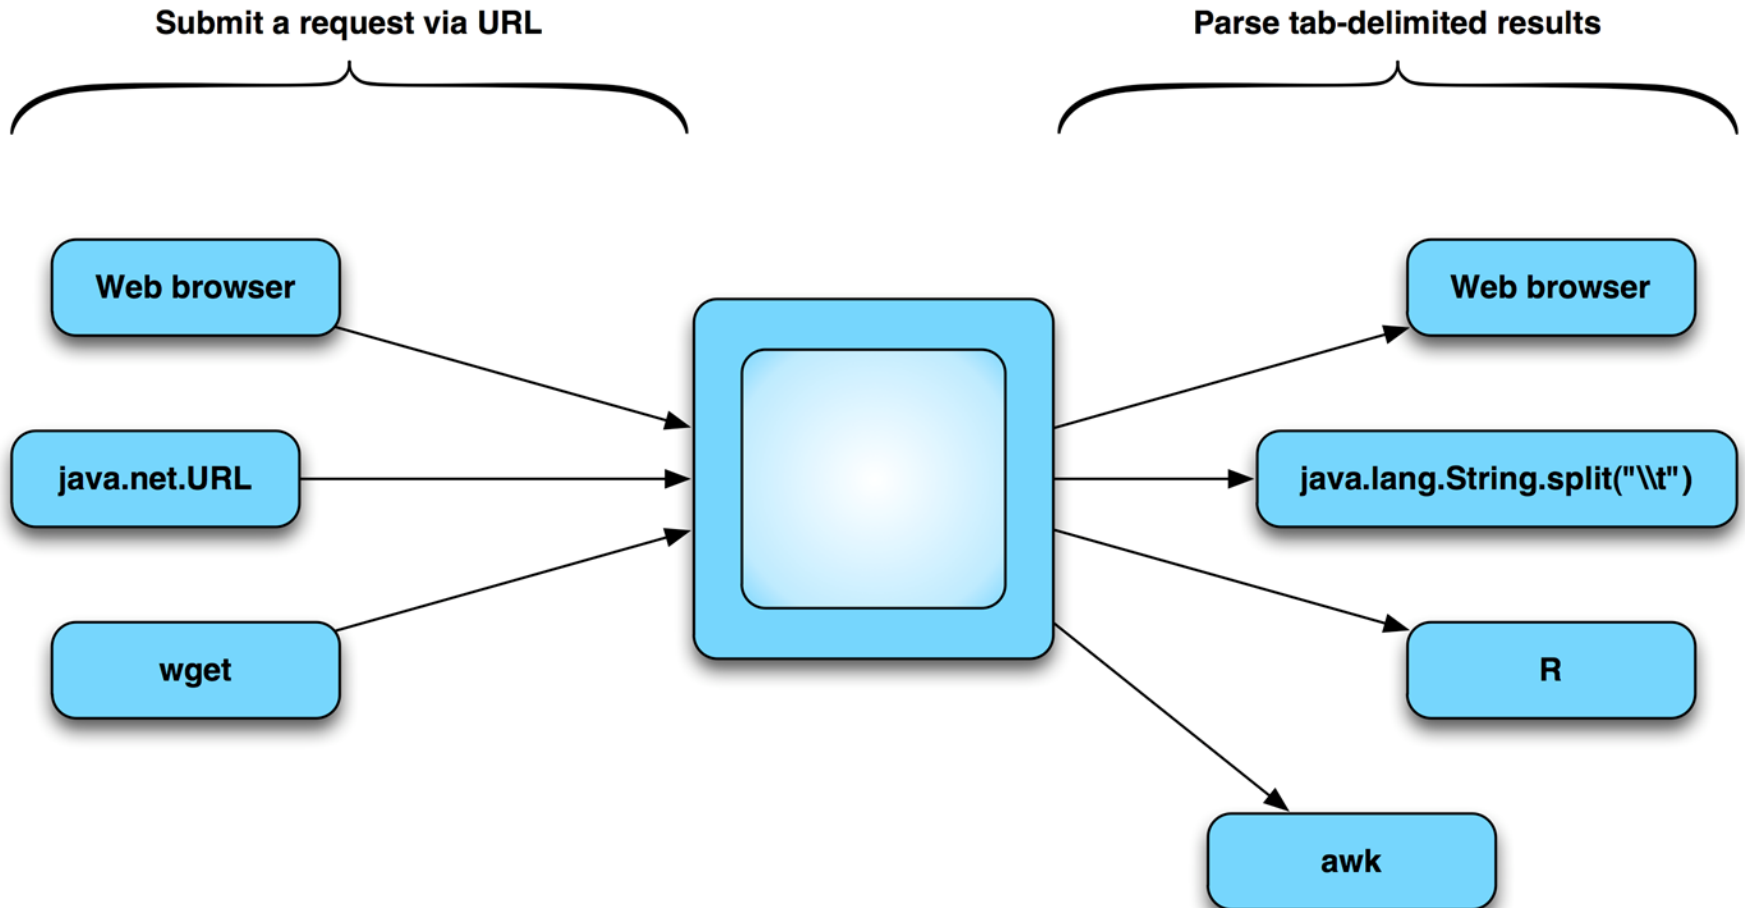 Submit a request via URL
Parse tab-delimited results
Web browser
Web browser
java.net.URL
java.lang.String.split("\\t")
wget
R
awk